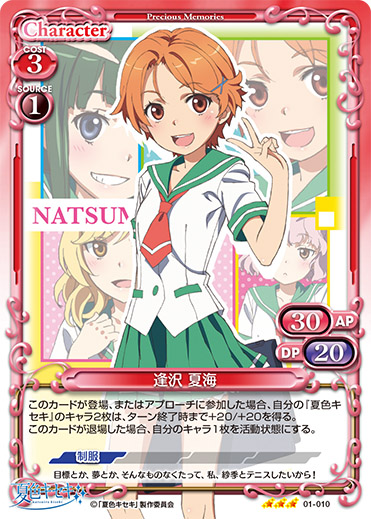 Precious Memories
Character
COST
3
SOURCE
1
NATSUM
30 AP
DP 20
逢沢 夏海
このカードが登場、またはアプローチに参加した場合、自分の『夏色キ
セキ』のキャラ2枚は、ターン終了時まで+20/+20を得る。
このカードが退場した場合、自分のキャラ1枚を活動状態にする。
制服
目標とか、夢とか、そんなものなくたって、私、紗季とテニスしたいから!
夏色キセキ
©「夏色キセキ」製作委員会
★★★ 01-010